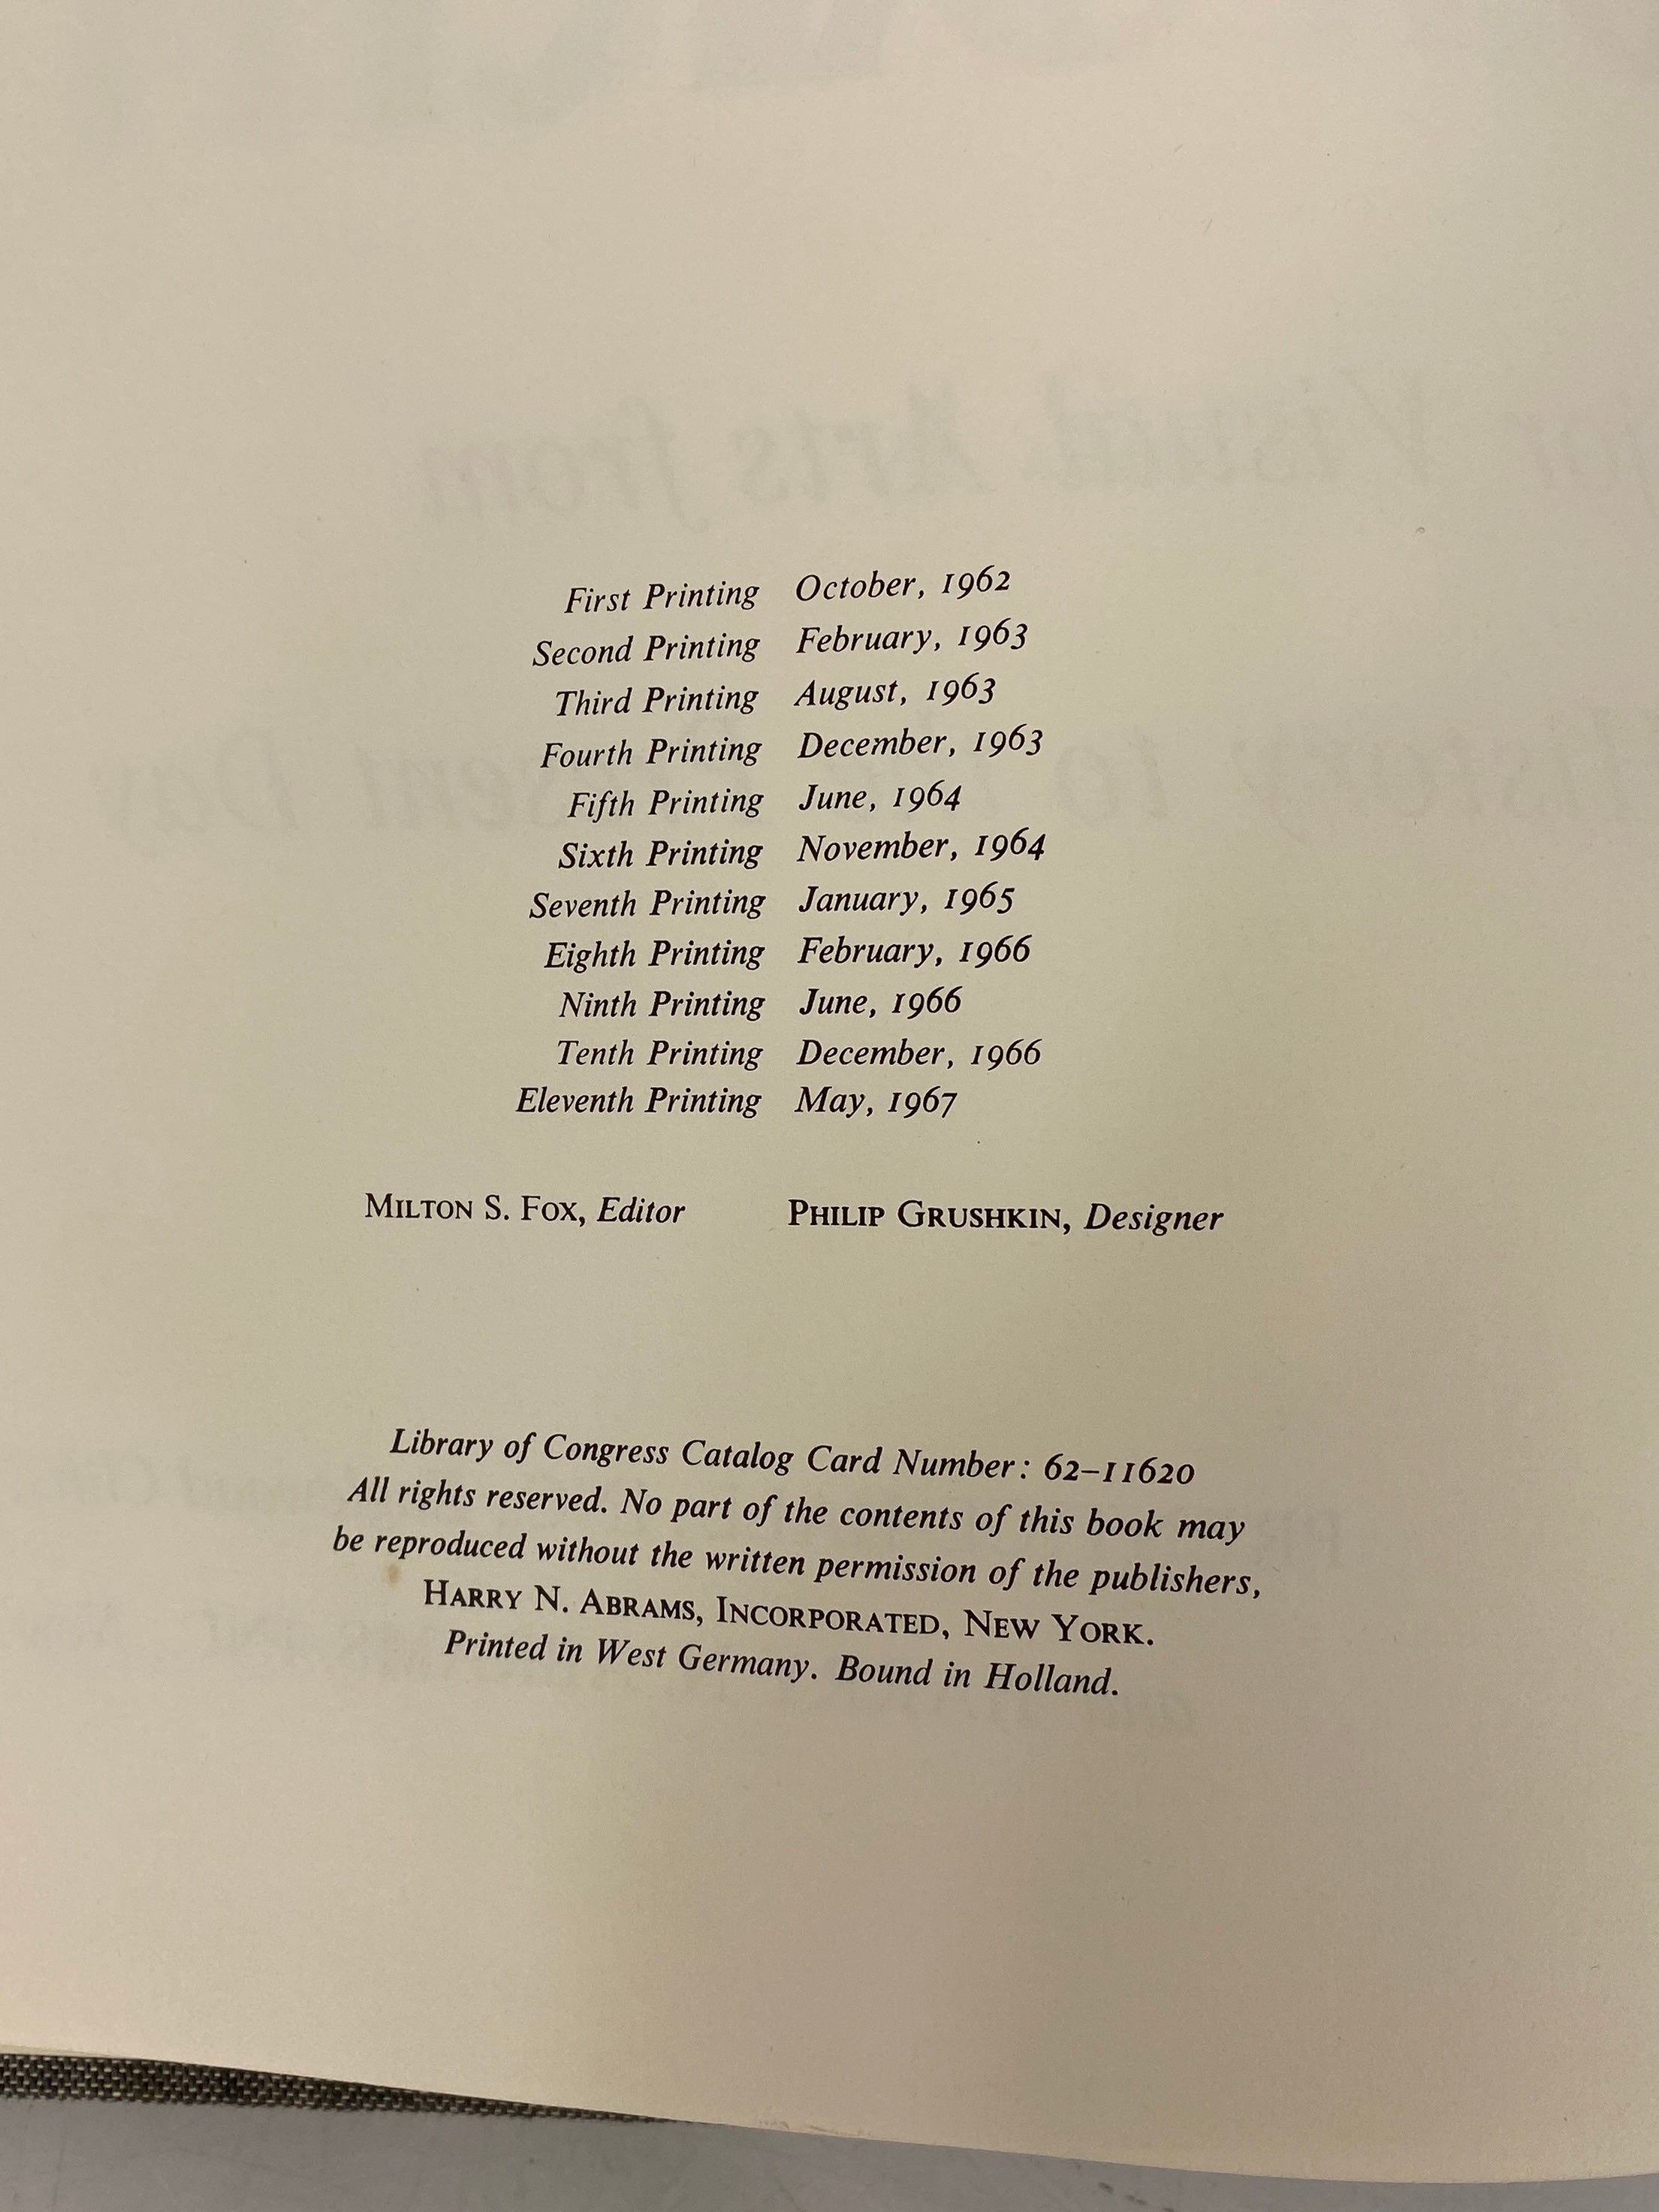 First Printing October, 1962
Second Printing February, 1963
Third Printing August, 1963
Fourth Printing December, 1963
Fifth Printing June, 1964
Sixth Printing November, 1964
Seventh Printing January, 1965
Eighth Printing February, 1966
Ninth Printing June, 1966
Tenth Printing December, 1966
Eleventh Printing May, 1967
MILTON S. FOX, Editor PHILIP GRUSHKIN, Designer
Library of Congress Catalog Card Number: 62–11620
All rights reserved. No part of the contents of this book may
be reproduced without the written permission of the publishers,
HARRY N. ABRAMS, INCORPORATED, NEW YORK.
Printed in West Germany. Bound in Holland.